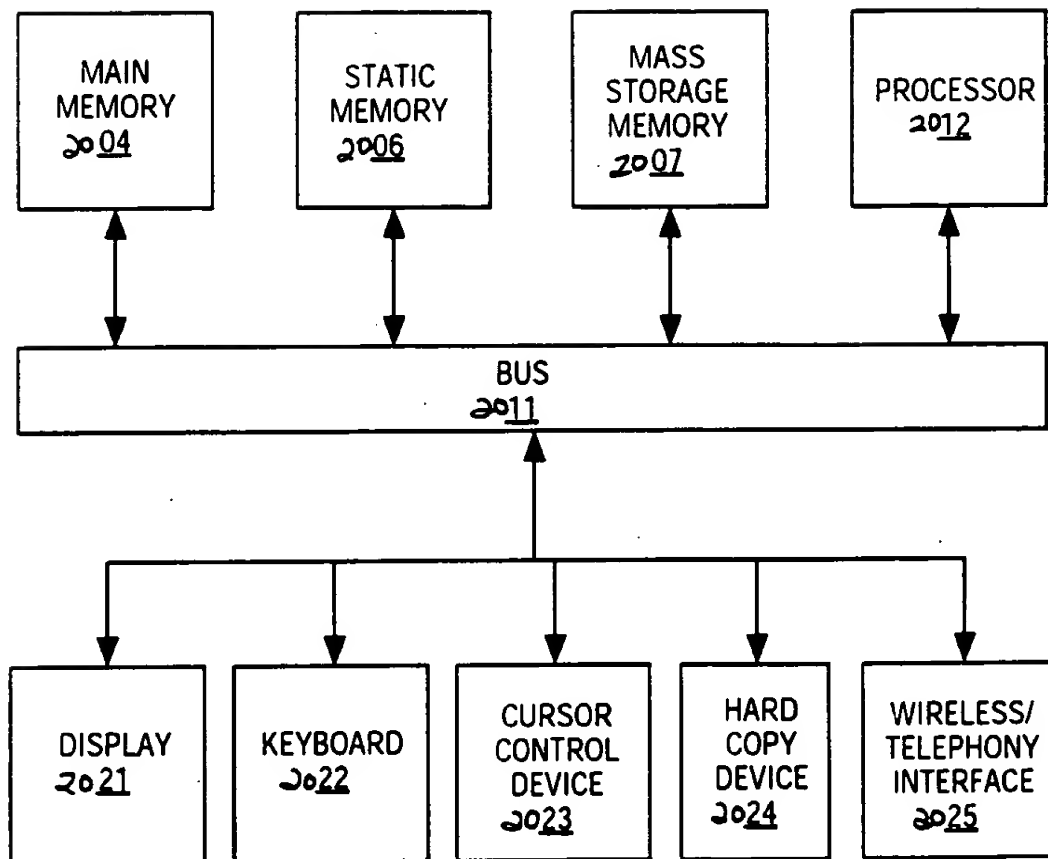 MAIN
MEMORY
2004
STATIC
MEMORY
2006
MASS
STORAGE
MEMORY
2007
PROCESSOR
2012
BUS
2011
DISPLAY
2021
KEYBOARD
2022
CURSOR
CONTROL
DEVICE
2023
HARD
COPY
DEVICE
2024
WIRELESS/
TELEPHONY
INTERFACE
2025